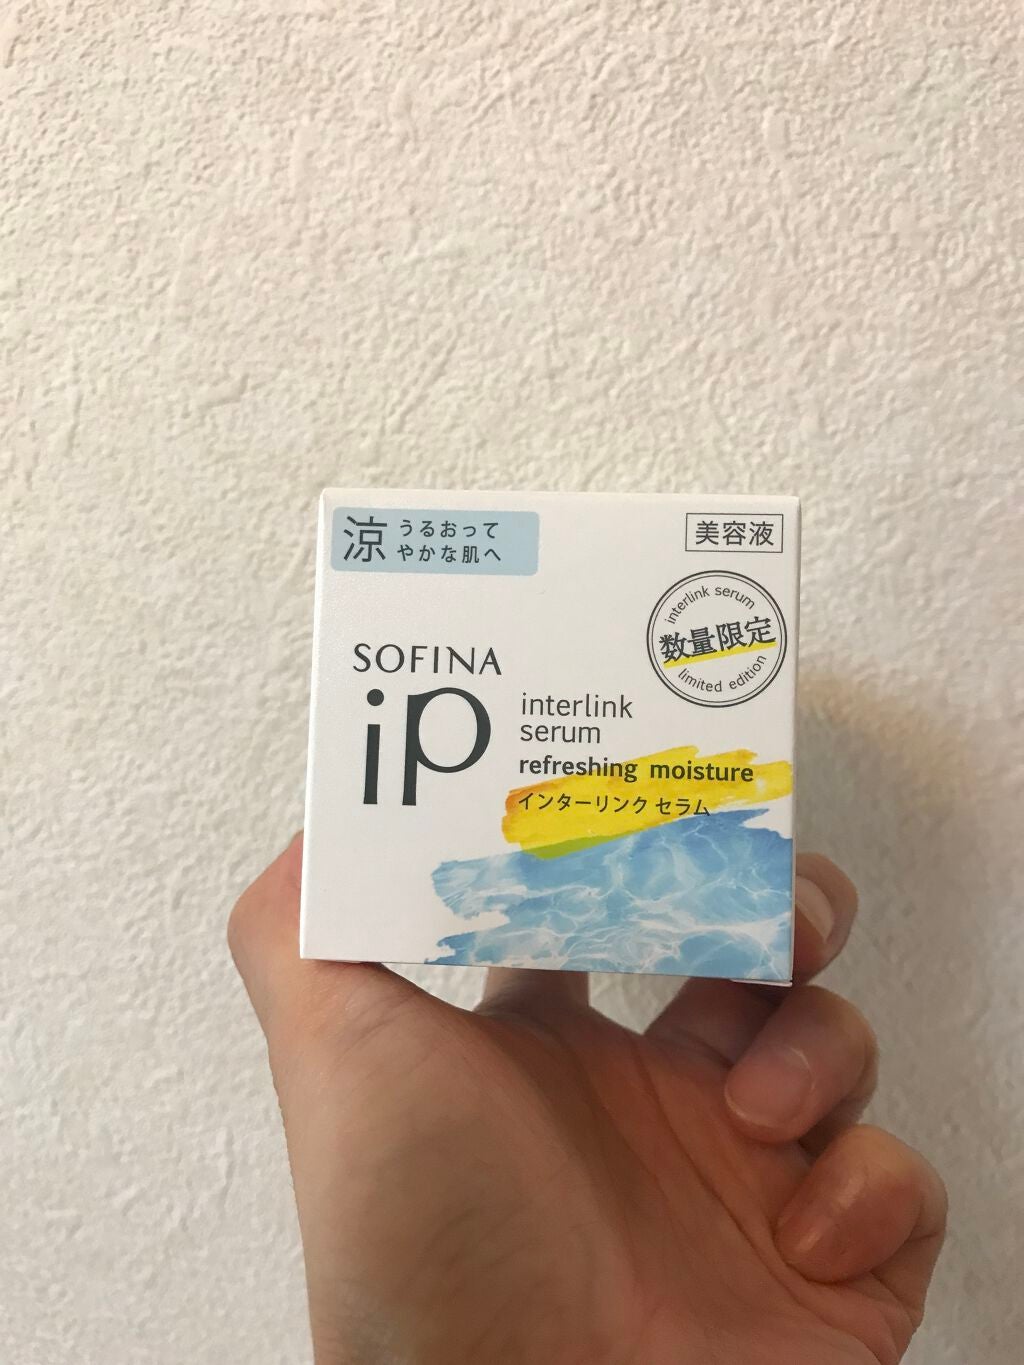 涼
うるおって
やかな肌へ
美容液
interlink serum
数量限定
limited edition
SOFINA
iP
interlink
serum
refreshing moisture
インターリンク セラム